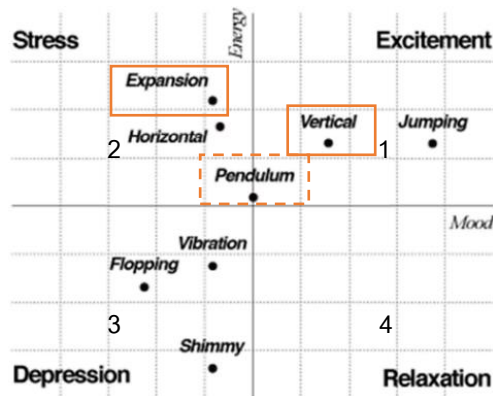 Stress
Energy
Excitement
Expansion
Horizontal
Vertical
Jumping
2
1
Pendulum
Mood
Vibration
Flopping
3
4
Shimmy
Depression
Relaxation